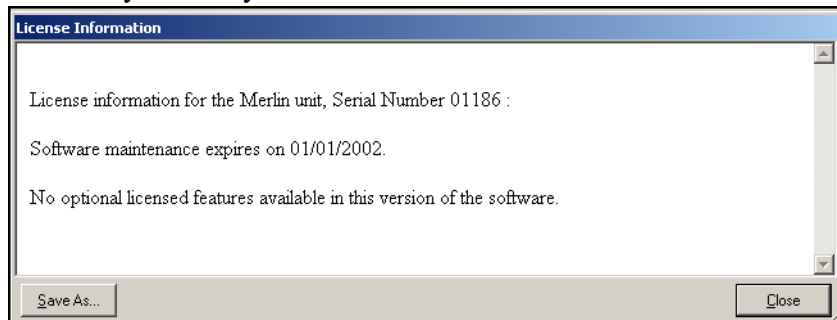 License Information
License information for the Merlin unit, Serial Number 01186 :
Software maintenance expires on 01/01/2002.
No optional licensed features available in this version of the software.
Save As...
Close